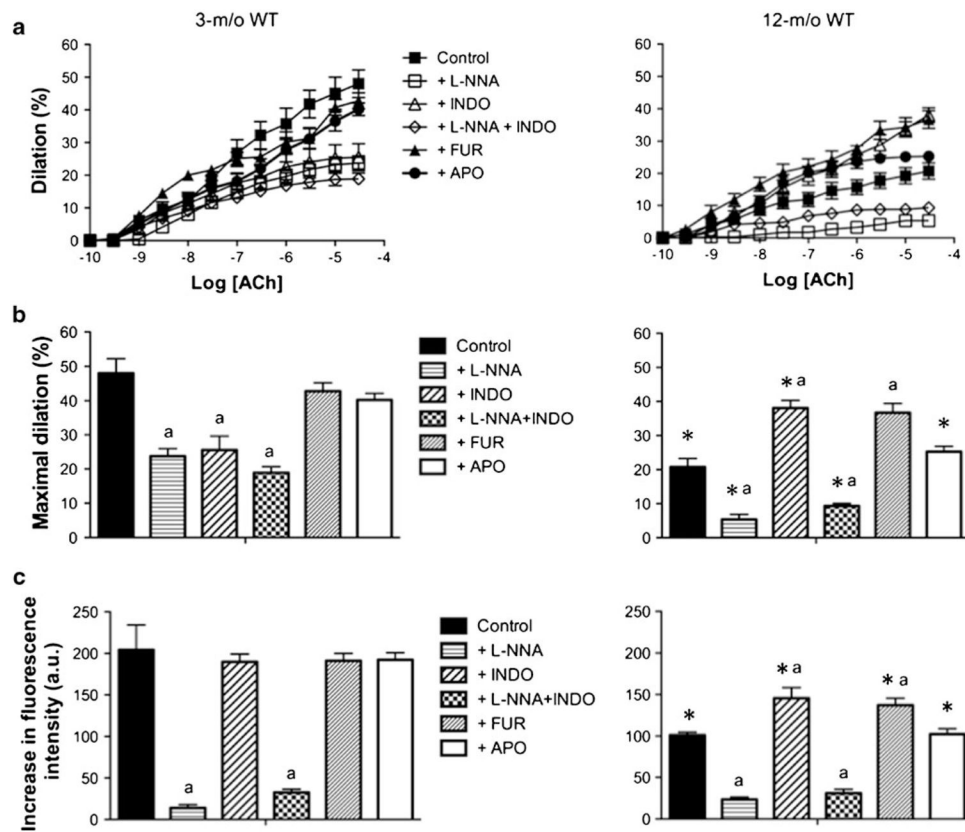 3-m/o WT
12-m/o WT
a
60
50
40
30
20
10
0
Dilation (%)
-10 -9 -8 -7 -6 -5 -4
Log [ACh]
Control
+ L-NNA
+ INDO
+ L-NNA + INDO
+ FUR
+ APO
60
50
40
30
20
10
0
-10 -9 -8 -7 -6 -5 -4
Log [ACh]
b
60
50
40
30
20
10
0
Maximal dilation (%)
a a a
Control
+ L-NNA
+ INDO
+ L-NNA+INDO
+ FUR
+ APO
60
50
40
30
20
10
0
* * a * a * a a *
c
250
200
150
100
50
0
Increase in fluorescence
intensity (a.u.)
a a
Control
+ L-NNA
+ INDO
+ L-NNA+INDO
+ FUR
+ APO
250
200
150
100
50
0
* a * a a * a *